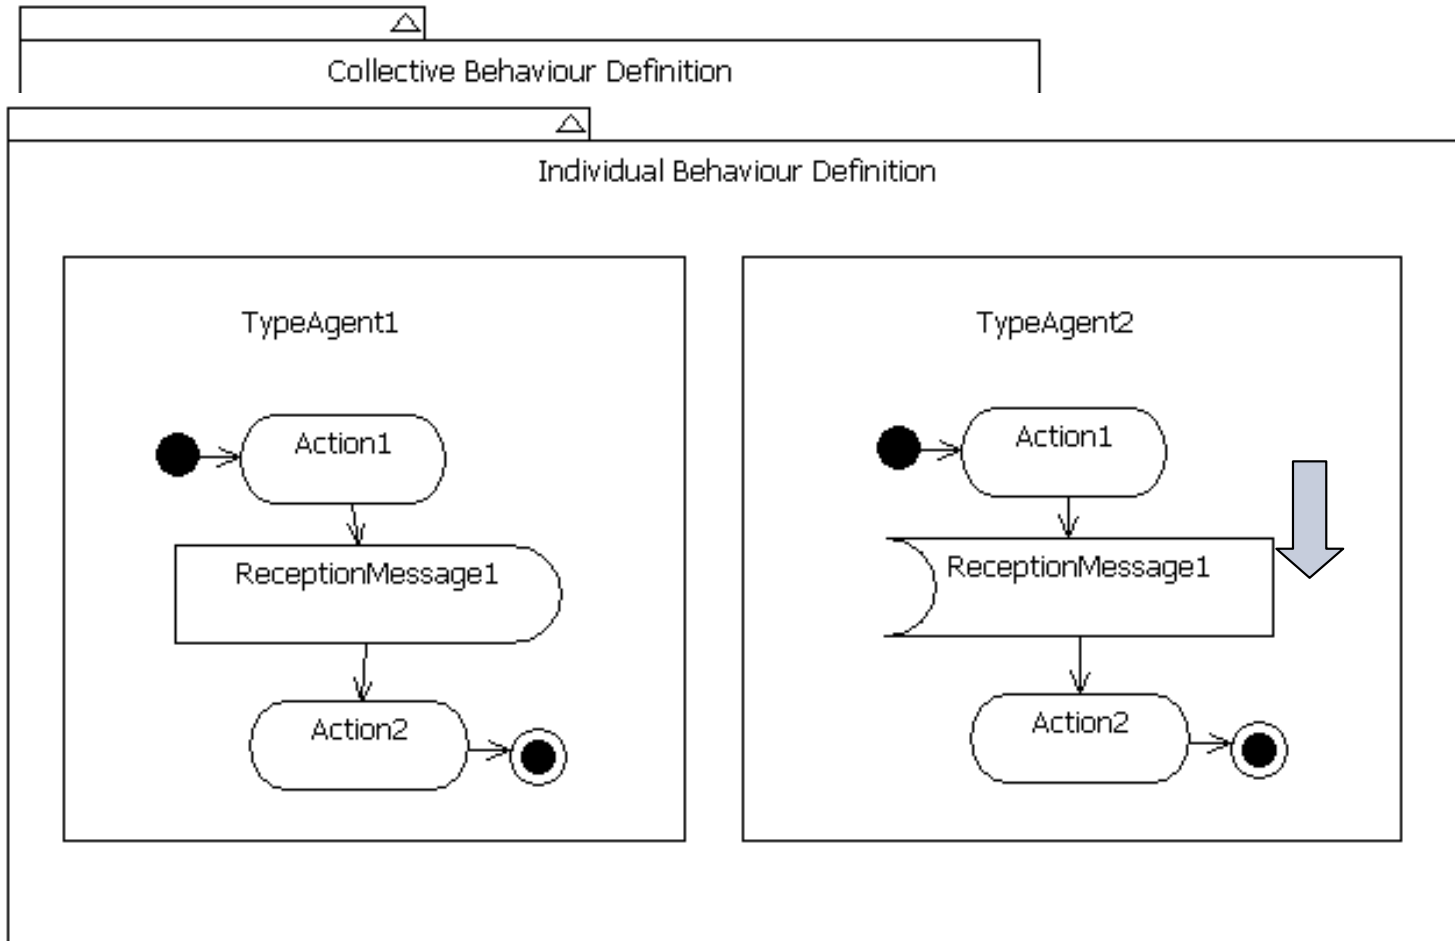 Collective Behaviour Definition
Individual Behaviour Definition
TypeAgent1
Action1
ReceptionMessage1
Action2
TypeAgent2
Action1
ReceptionMessage1
Action2